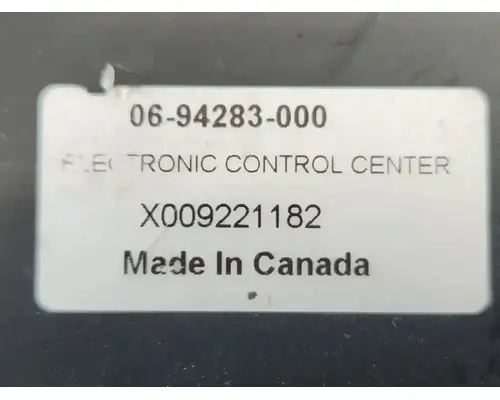 06-94283-000
ELECTRONIC CONTROL CENTER
X009221182
Made In Canada